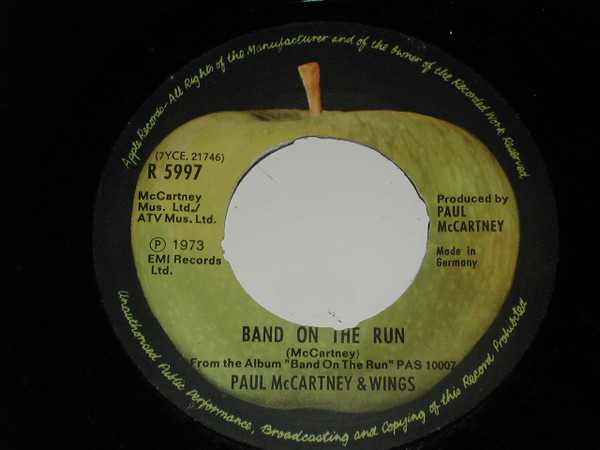 Apple Records-All Rights of the Manufacturer and of the Owner of the Recorded Work Reserved
(7YCE. 21746)
R 5997
McCartney
Mus. Ltd./
ATV Mus. Ltd.
Ⓟ 1973
EMI Records
Ltd.
Produced by
PAUL
McCARTNEY
Made in
Germany
BAND ON THE RUN
(McCartney)
From the Album "Band On The Run" PAS 10007
PAUL McCARTNEY & WINGS
Unauthorised Public Performance, Broadcasting and Copying of this Record Prohibited